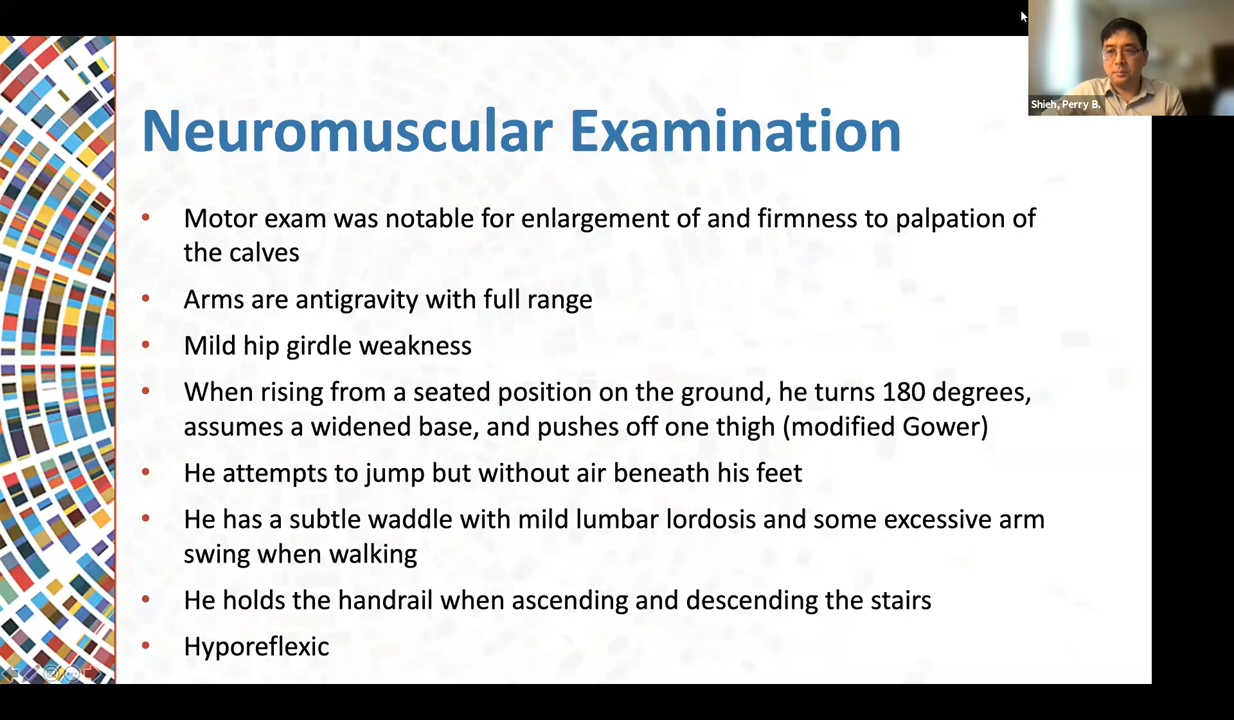 Shieh, Perry B.
Neuromuscular Examination
• Motor exam was notable for enlargement of and firmness to palpation of
the calves
• Arms are antigravity with full range
• Mild hip girdle weakness
• When rising from a seated position on the ground, he turns 180 degrees,
assumes a widened base, and pushes off one thigh (modified Gower)
• He attempts to jump but without air beneath his feet
• He has a subtle waddle with mild lumbar lordosis and some excessive arm
swing when walking
• He holds the handrail when ascending and descending the stairs
• Hyporeflexic